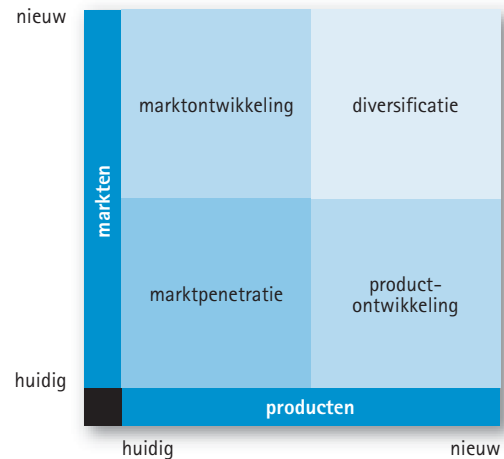 nieuw
marktontwikkeling
diversificatie
markten
marktpenetratie
product-
ontwikkeling
huidig
producten
huidig
nieuw